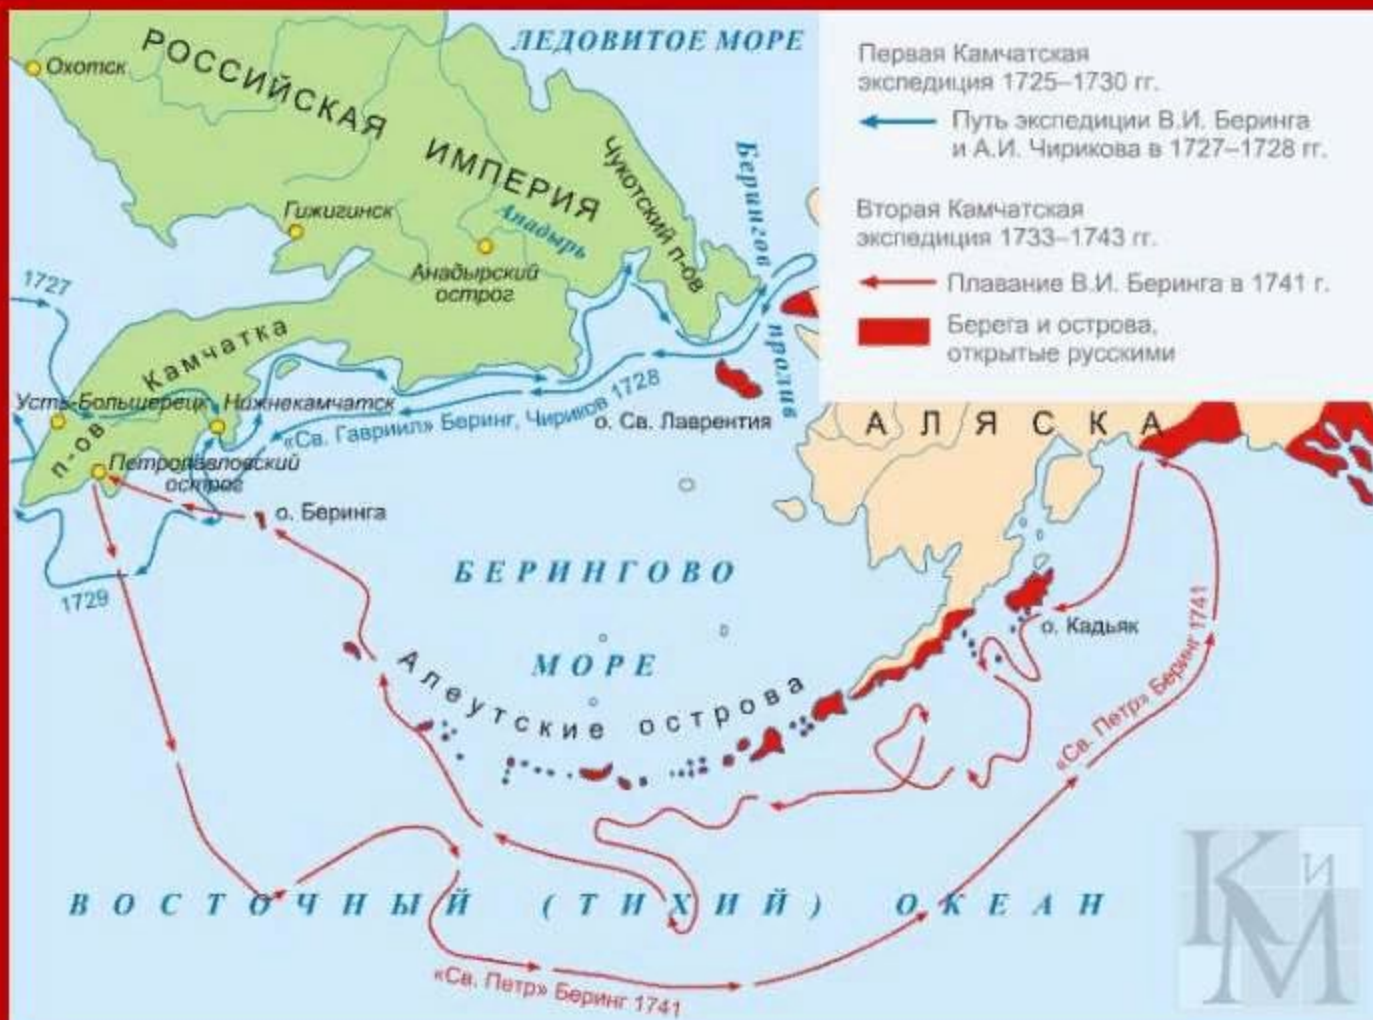 ЛЕДОВИТОЕ МОРЕ
Охотск
РОССИЙСКАЯ ИМПЕРИЯ
Чукотский п-ов
Берингов пролив
Гижигинск
Анадырь
Анадырский
острог
1727
п-ов Камчатка
Усть-Большерецк
Нижнекамчатск
«Св. Гавриил» Беринг, Чириков 1728
о. Св. Лаврентия
Петропавловский
острог
о. Беринга
1729
АЛЯСКА
БЕРИНГОВО
МОРЕ
Алеутские острова
о. Кадьяк
«Св. Петр» Беринг 1741
ВОСТОЧНЫЙ (ТИХИЙ) ОКЕАН
«Св. Петр» Беринг 1741
Первая Камчатская
экспедиция 1725–1730 гг.
Путь экспедиции В.И. Беринга
и А.И. Чирикова в 1727–1728 гг.
Вторая Камчатская
экспедиция 1733–1743 гг.
Плавание В.И. Беринга в 1741 г.
Берега и острова,
открытые русскими
К и М